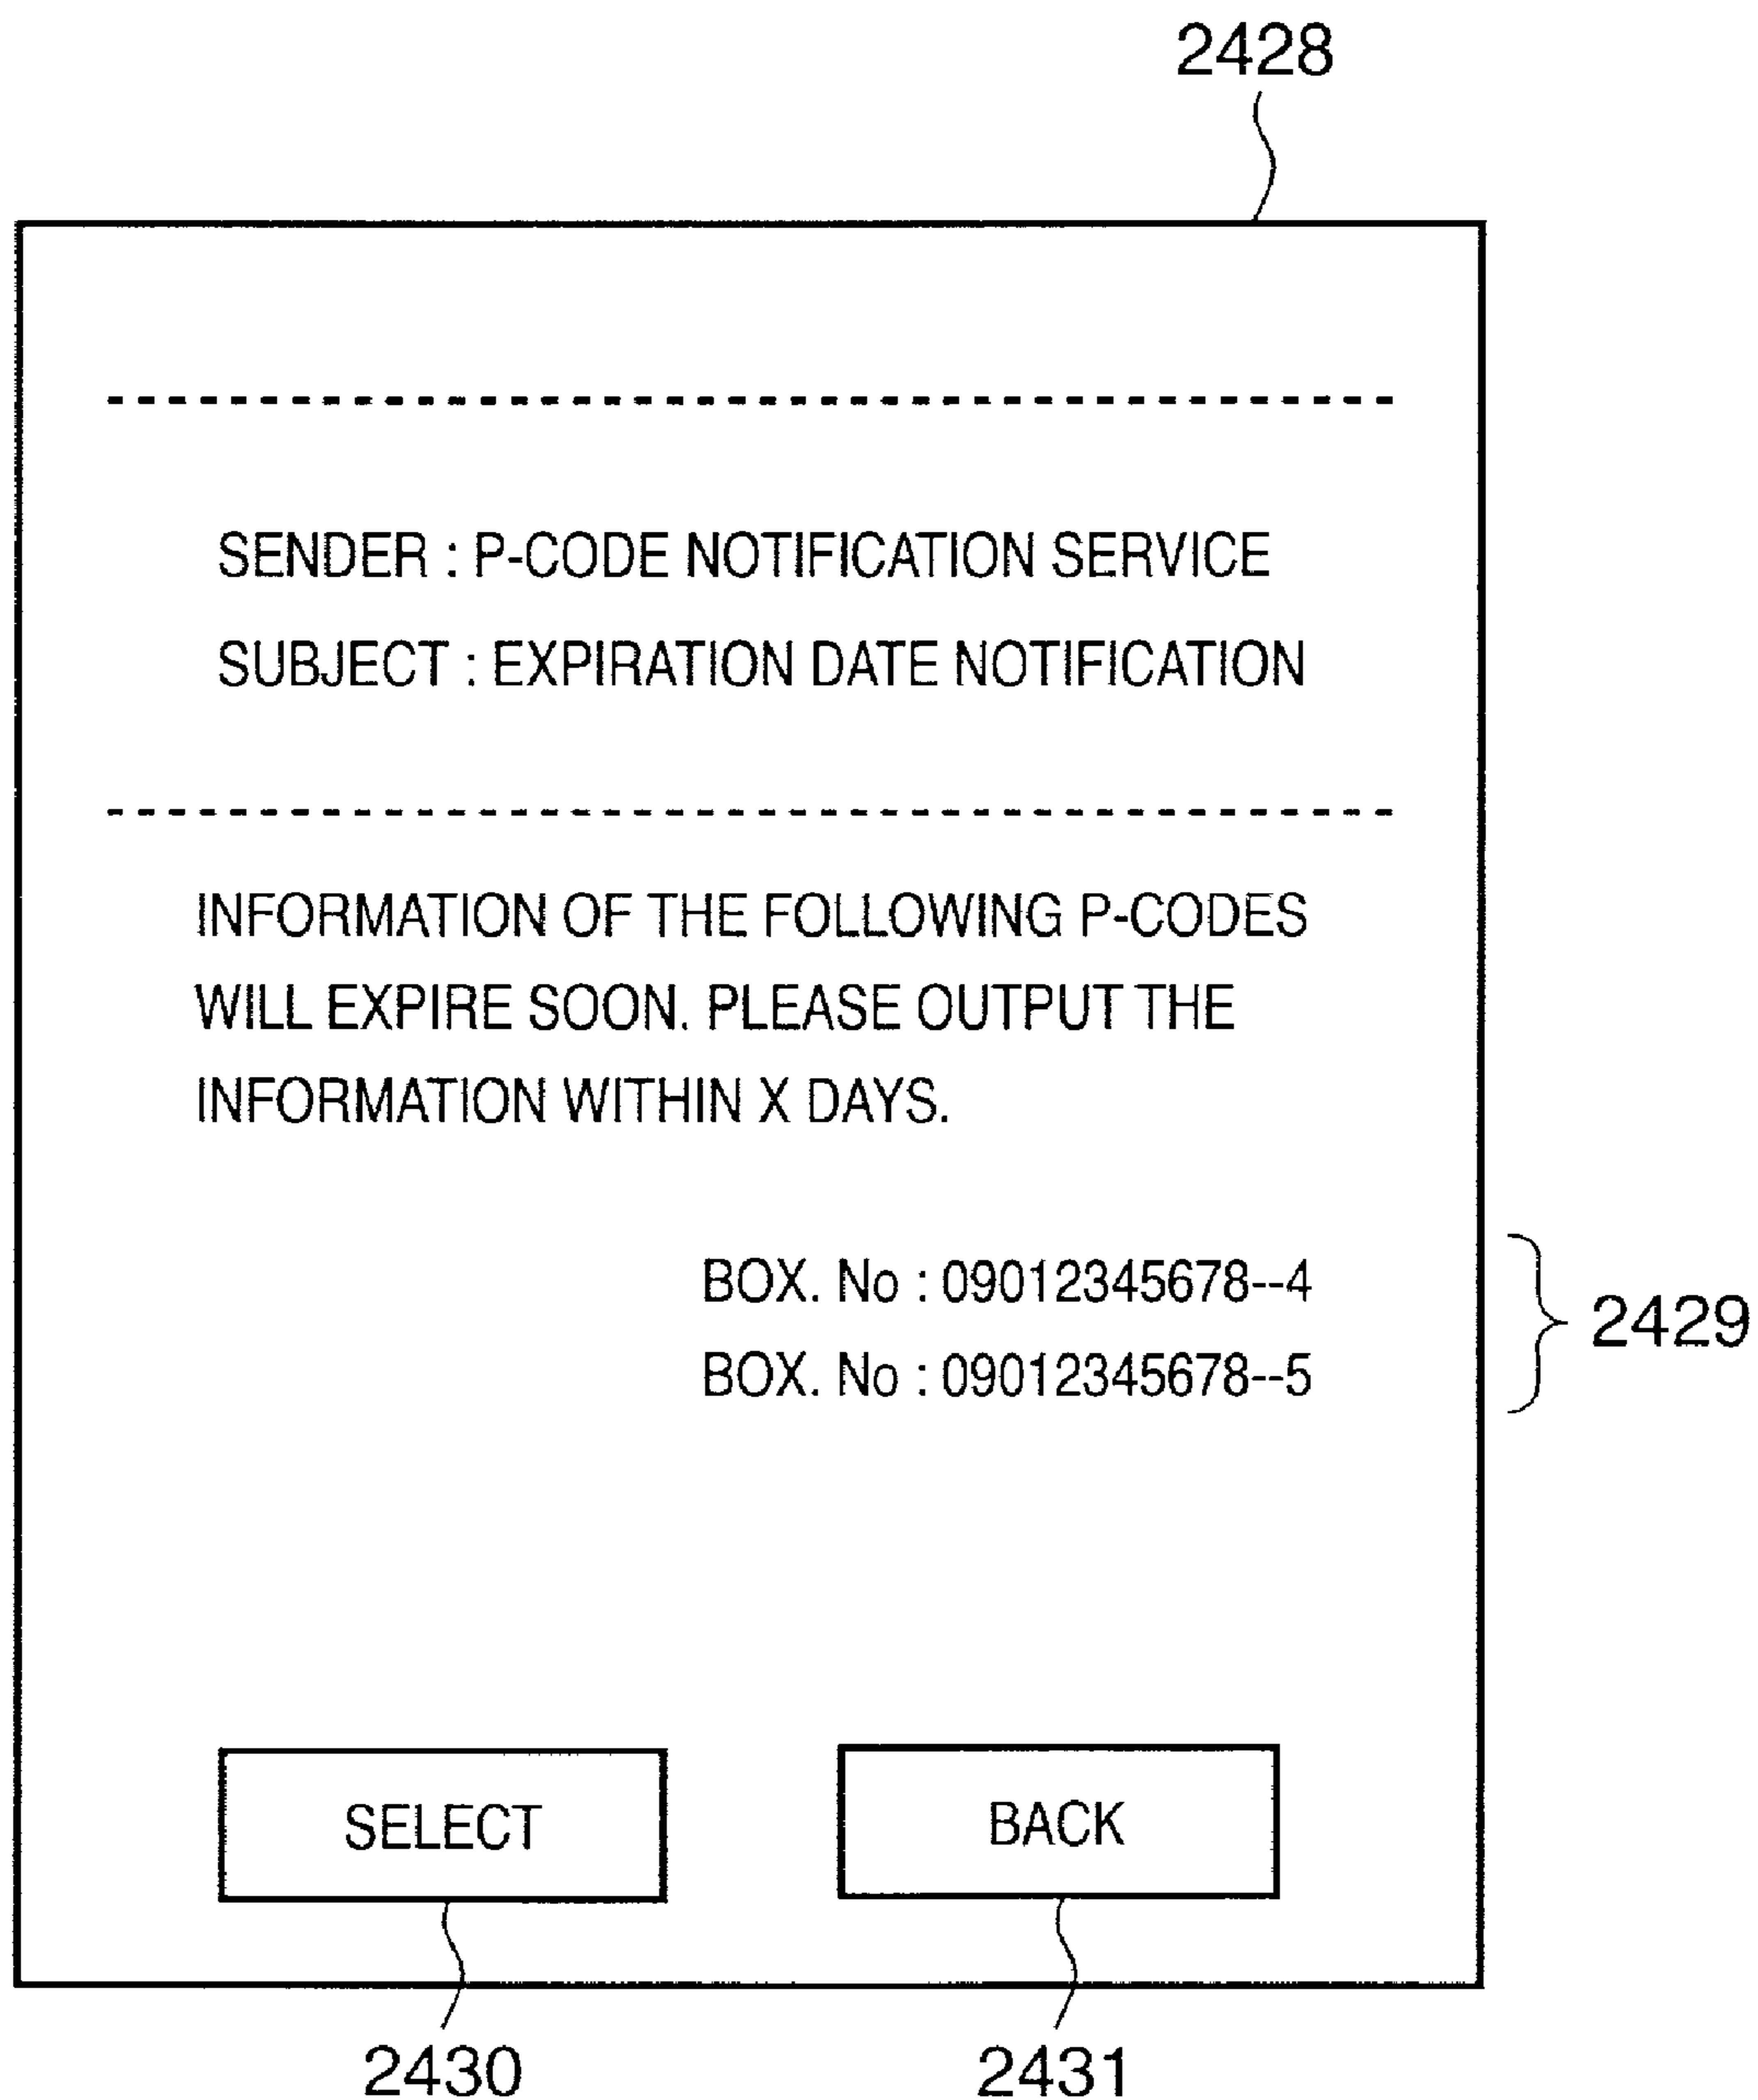 2428
SENDER : P-CODE NOTIFICATION SERVICE
SUBJECT : EXPIRATION DATE NOTIFICATION
INFORMATION OF THE FOLLOWING P-CODES
WILL EXPIRE SOON. PLEASE OUTPUT THE
INFORMATION WITHIN X DAYS.
BOX. No : 09012345678--4
BOX. No : 09012345678--5
2429
SELECT
BACK
2430
2431